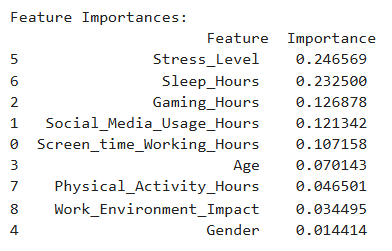 Feature Importances:
Feature Importance
5 Stress_Level 0.246569
6 Sleep_Hours 0.232500
2 Gaming_Hours 0.126878
1 Social_Media_Usage_Hours 0.121342
0 Screen_time_Working_Hours 0.107158
3 Age 0.070143
7 Physical_Activity_Hours 0.046501
8 Work_Environment_Impact 0.034495
4 Gender 0.014414